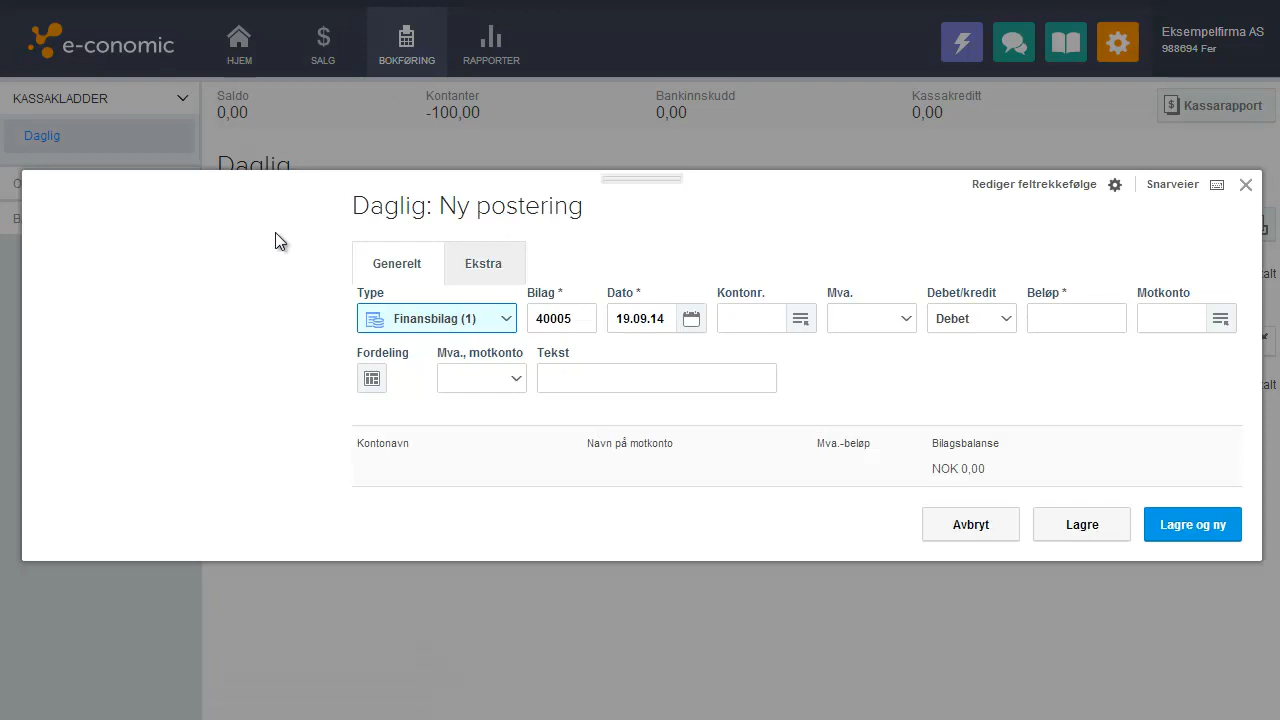 e-conomic
HJEM
SALG
BOKFØRING
RAPPORTER
Eksempelfirma AS
988694 Fer
KASSAKLADDER
Daglig
Saldo
0,00
Kontanter
-100,00
Bankinnskudd
0,00
Kassakreditt
0,00
Kassarapport
Daglig
Rediger feltrekkefølge
Snarveier
Daglig: Ny postering
Generelt
Ekstra
Type
Bilag *
Dato *
Kontonr.
Mva.
Debet/kredit
Beløp *
Motkonto
Finansbilag (1)
40005
19.09.14
Debet
Fordeling
Mva., motkonto
Tekst
Kontonavn
Navn på motkonto
Mva.-beløp
Bilagsbalanse
NOK 0,00
Avbryt
Lagre
Lagre og ny